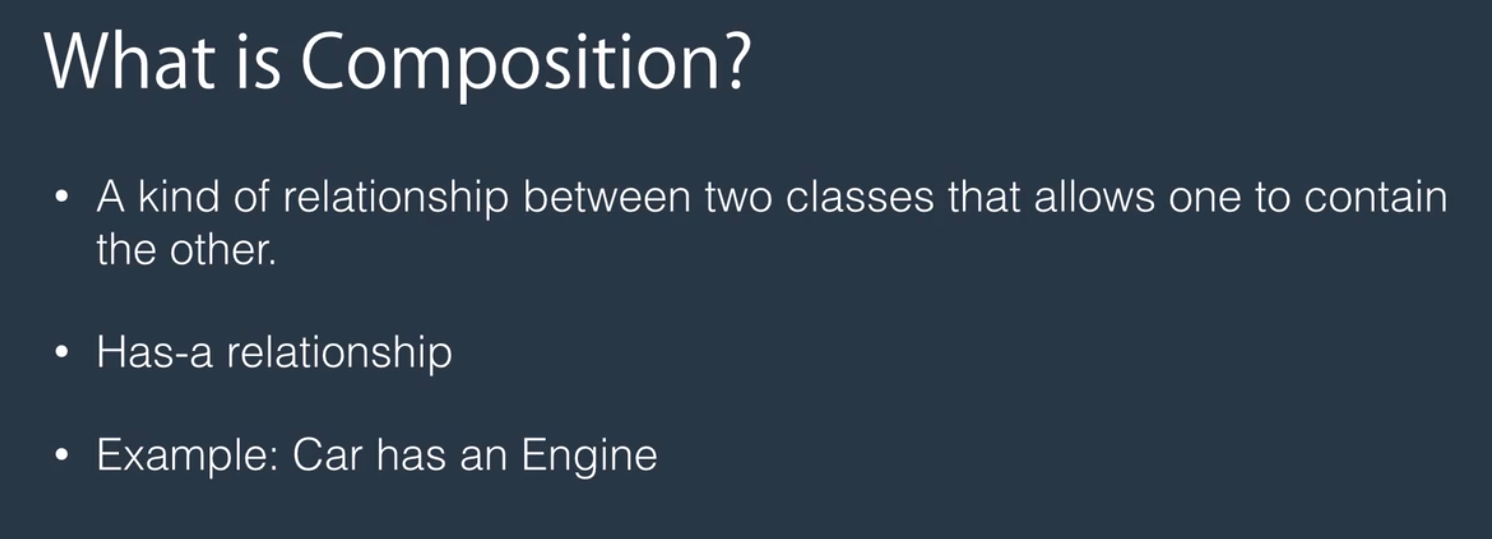 What is Composition?
• A kind of relationship between two classes that allows one to contain
the other.
• Has-a relationship
• Example: Car has an Engine